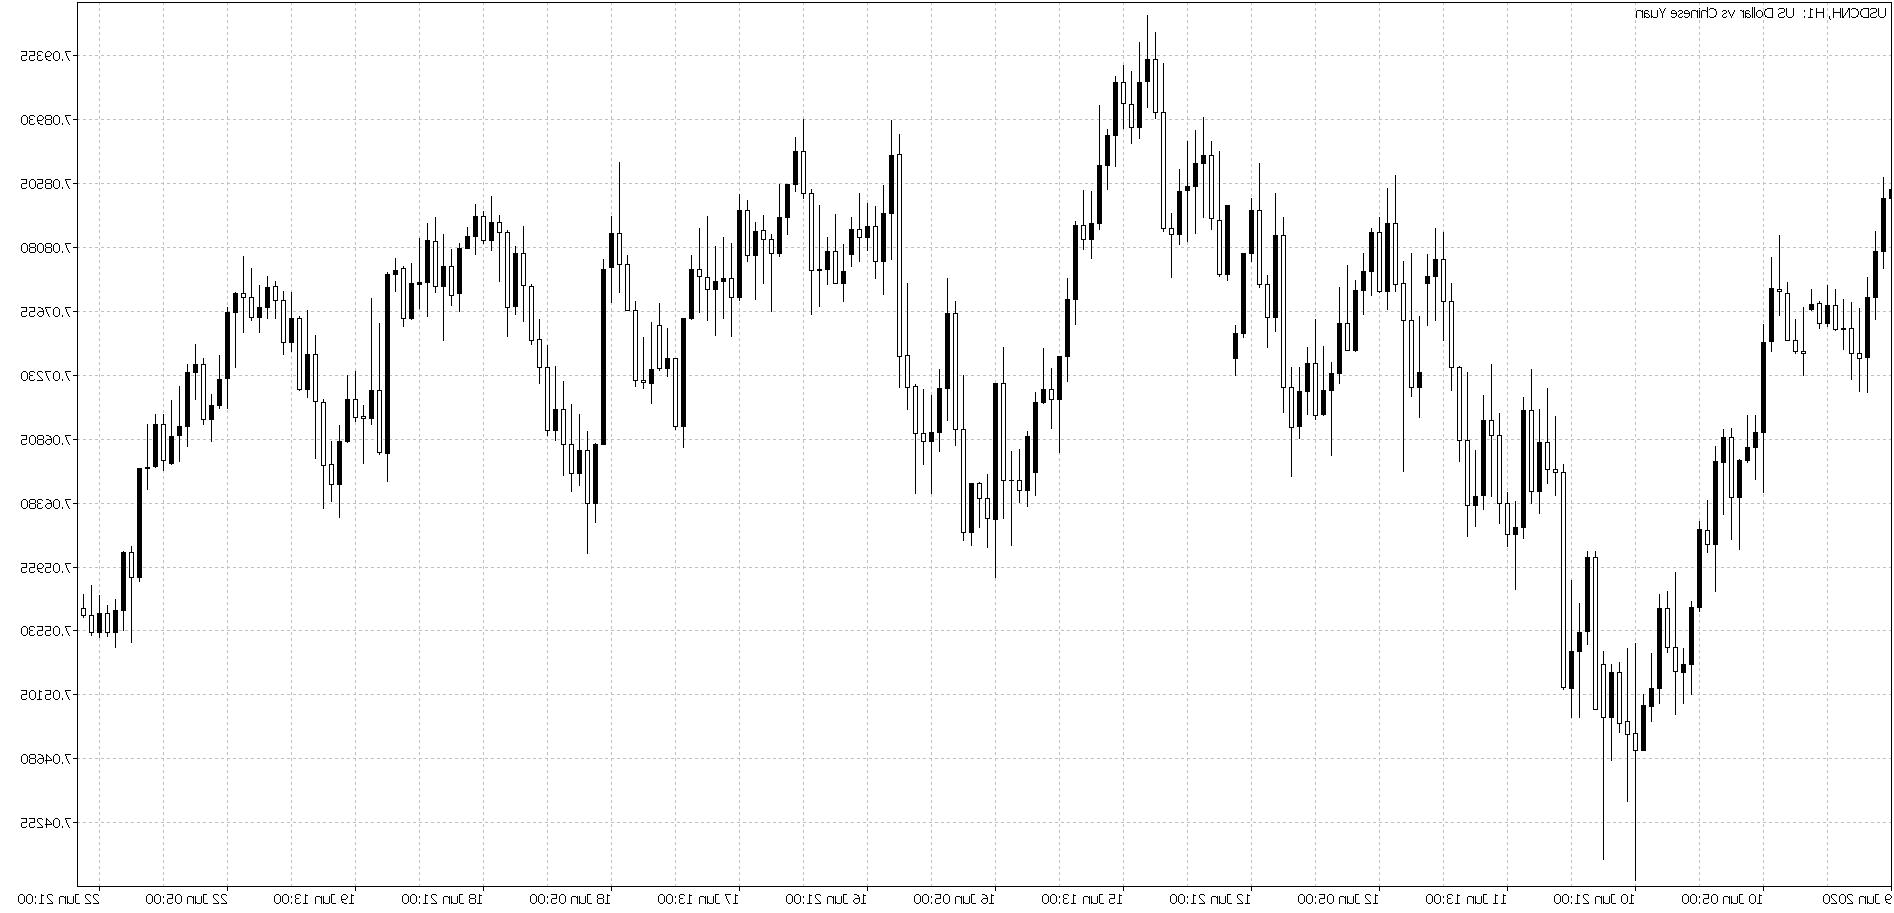 USDCNH, H1: US Dollar vs Chinese Yuan
7.09355
7.08930
7.08505
7.08080
7.07655
7.07230
7.06805
7.06380
7.05955
7.05530
7.05105
7.04680
7.04255
9 Jun 2020
10 Jun 05:00
10 Jun 21:00
11 Jun 13:00
12 Jun 05:00
12 Jun 21:00
15 Jun 13:00
16 Jun 05:00
16 Jun 21:00
17 Jun 13:00
18 Jun 05:00
18 Jun 21:00
19 Jun 13:00
22 Jun 05:00
22 Jun 21:00